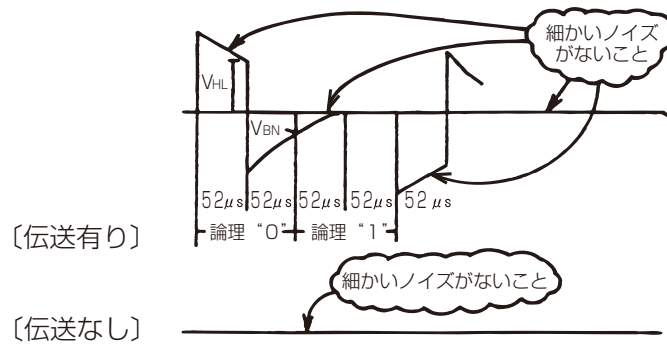 細かいノイズ
がないこと
VHL
VBN
52μs 52μs 52μs 52μs 52μs
論理“0” 論理“1”
〔伝送有り〕
細かいノイズがないこと
〔伝送なし〕